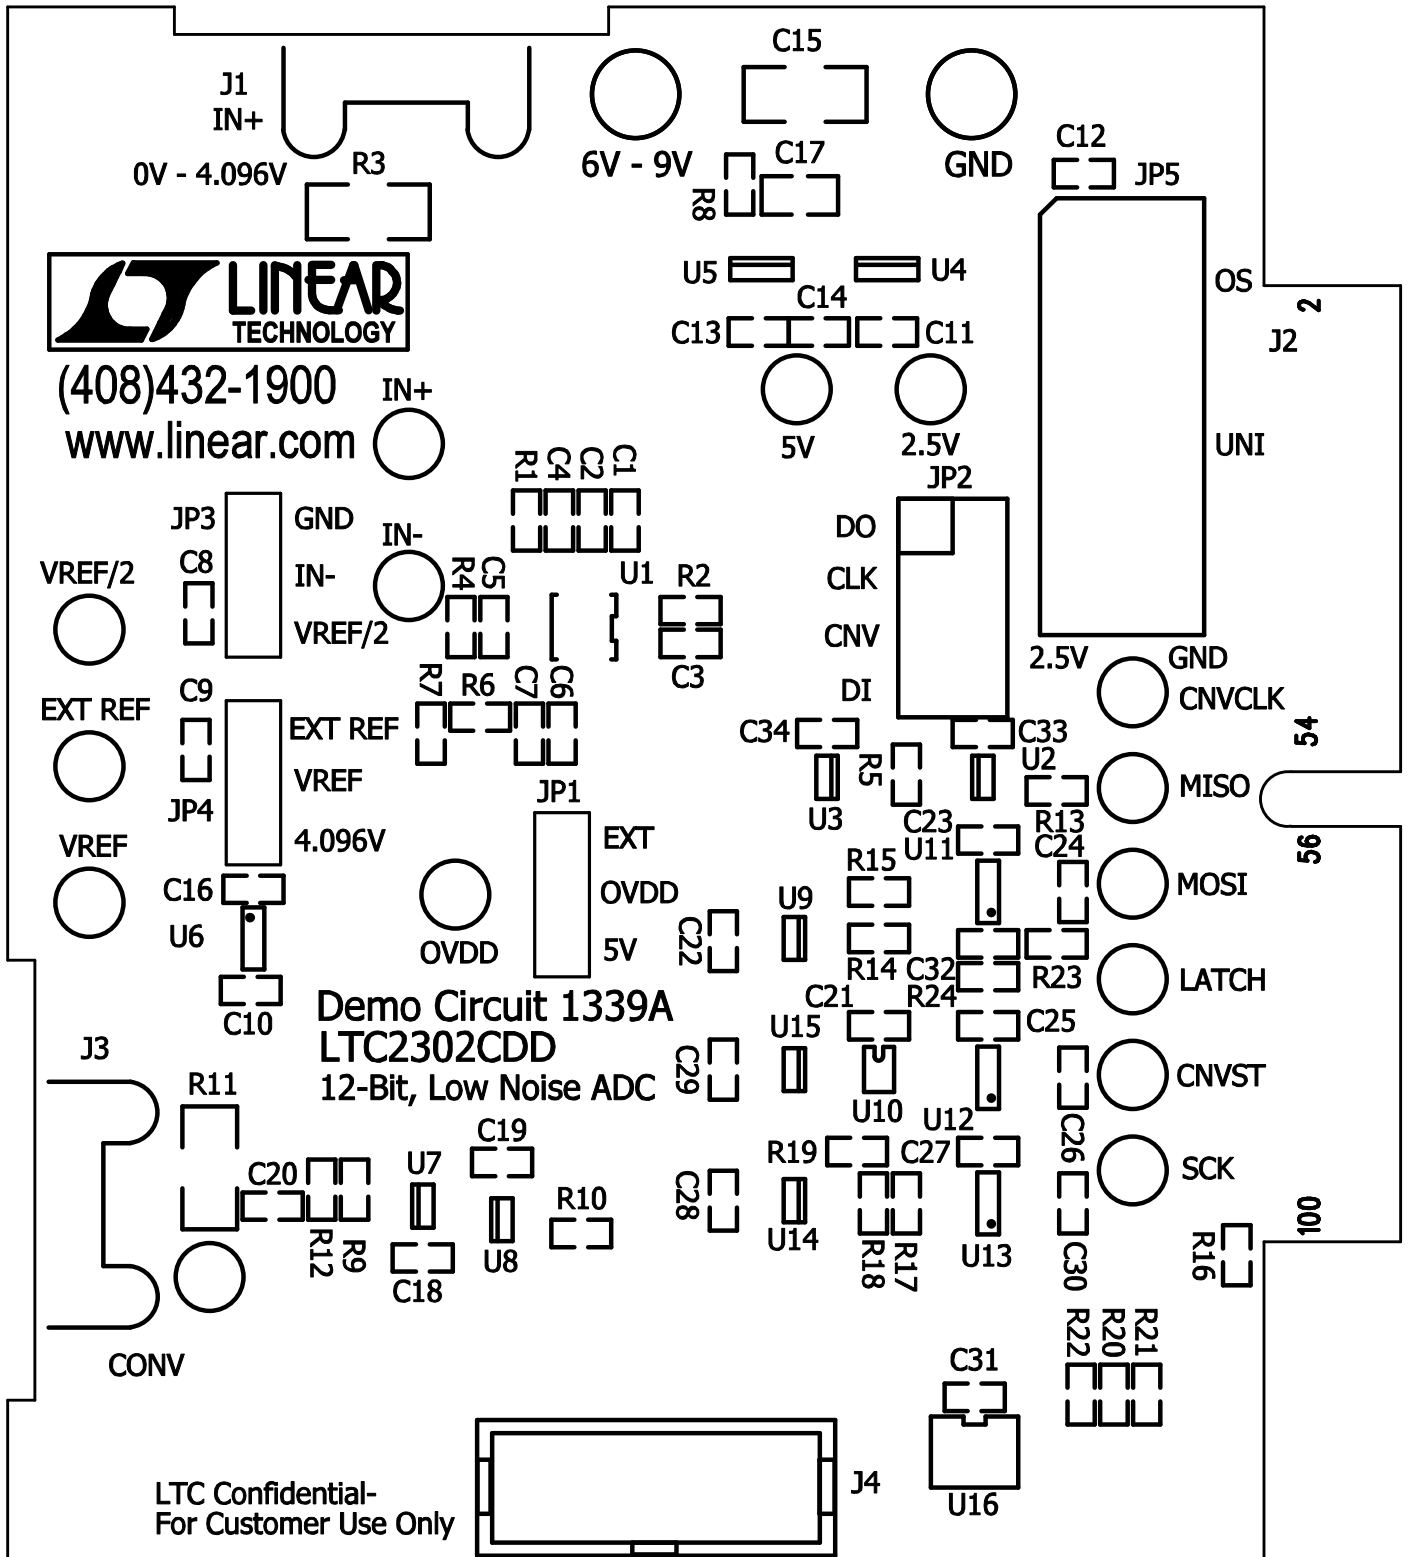 C15
J1
IN+
C12
R3
6V - 9V
C17
GND
0V - 4.096V
JP5
R8
U5
U4
OS
LINEAR
TECHNOLOGY
C14
2
C13
C11
J2
(408)432-1900
IN+
www.linear.com
5V
2.5V
UNI
R1
C4
C2
C1
JP2
JP3
GND
DO
IN-
C8
VREF/2
IN-
R4
C5
U1
R2
CLK
VREF/2
CNV
2.5V
GND
C3
C9
R7
R6
C7
C6
DI
CNVCLK
EXT REF
EXT REF
C34
C33
54
VREF
R5
U2
MISO
JP4
JP1
U3
C23
R13
4.096V
EXT
U11
C24
56
VREF
R15
C16
OVDD
U9
MOSI
U6
C22
OVDD
5V
R14
C32
R23
LATCH
C10
Demo Circuit 1339A
C21
R24
LTC2302CDD
U15
C25
J3
12-Bit, Low Noise ADC
C29
CNVST
R11
U10
U12
C19
C26
C20
U7
R19
C27
SCK
C28
R10
100
R12
R9
U8
U14
R18
R17
U13
C30
R16
C18
R22
R20
R21
CONV
C31
J4
LTC Confidential-
For Customer Use Only
U16